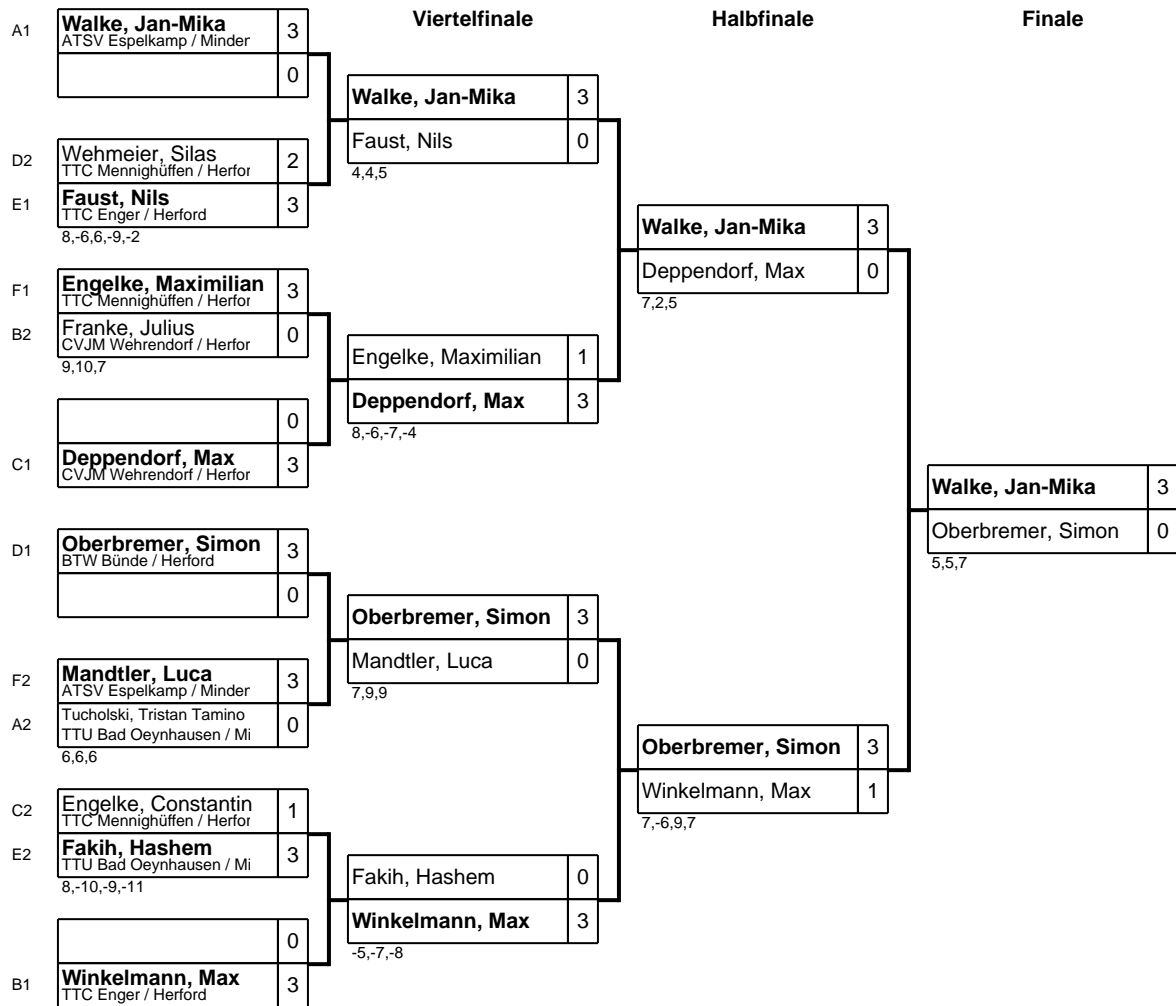 Viertelfinale
Halbfinale
Finale
A1
Walke, Jan-Mika 3
ATSV Espelkamp / Minder
0
D2
Wehmeier, Silas 2
TTC Mennighüffen / Herfor
E1
Faust, Nils 3
TTC Enger / Herford
8,-6,6,-9,-2
F1
Engelke, Maximilian 3
TTC Mennighüffen / Herfor
B2
Franke, Julius 0
CVJM Wehrendorf / Herfor
9,10,7
0
C1
Deppendorf, Max 3
CVJM Wehrendorf / Herfor
D1
Oberbremer, Simon 3
BTW Bünde / Herford
0
F2
Mandtler, Luca 3
ATSV Espelkamp / Minder
A2
Tucholski, Tristan Tamino 0
TTU Bad Oeynhausen / Mi
6,6,6
C2
Engelke, Constantin 1
TTC Mennighüffen / Herfor
E2
Fakih, Hashem 3
TTU Bad Oeynhausen / Mi
8,-10,-9,-11
0
B1
Winkelmann, Max 3
TTC Enger / Herford
Walke, Jan-Mika 3
Faust, Nils 0
4,4,5
Engelke, Maximilian 1
Deppendorf, Max 3
8,-6,-7,-4
Oberbremer, Simon 3
Mandtler, Luca 0
7,9,9
Fakih, Hashem 0
Winkelmann, Max 3
-5,-7,-8
Walke, Jan-Mika 3
Deppendorf, Max 0
7,2,5
Oberbremer, Simon 3
Winkelmann, Max 1
7,-6,9,7
Walke, Jan-Mika 3
Oberbremer, Simon 0
5,5,7